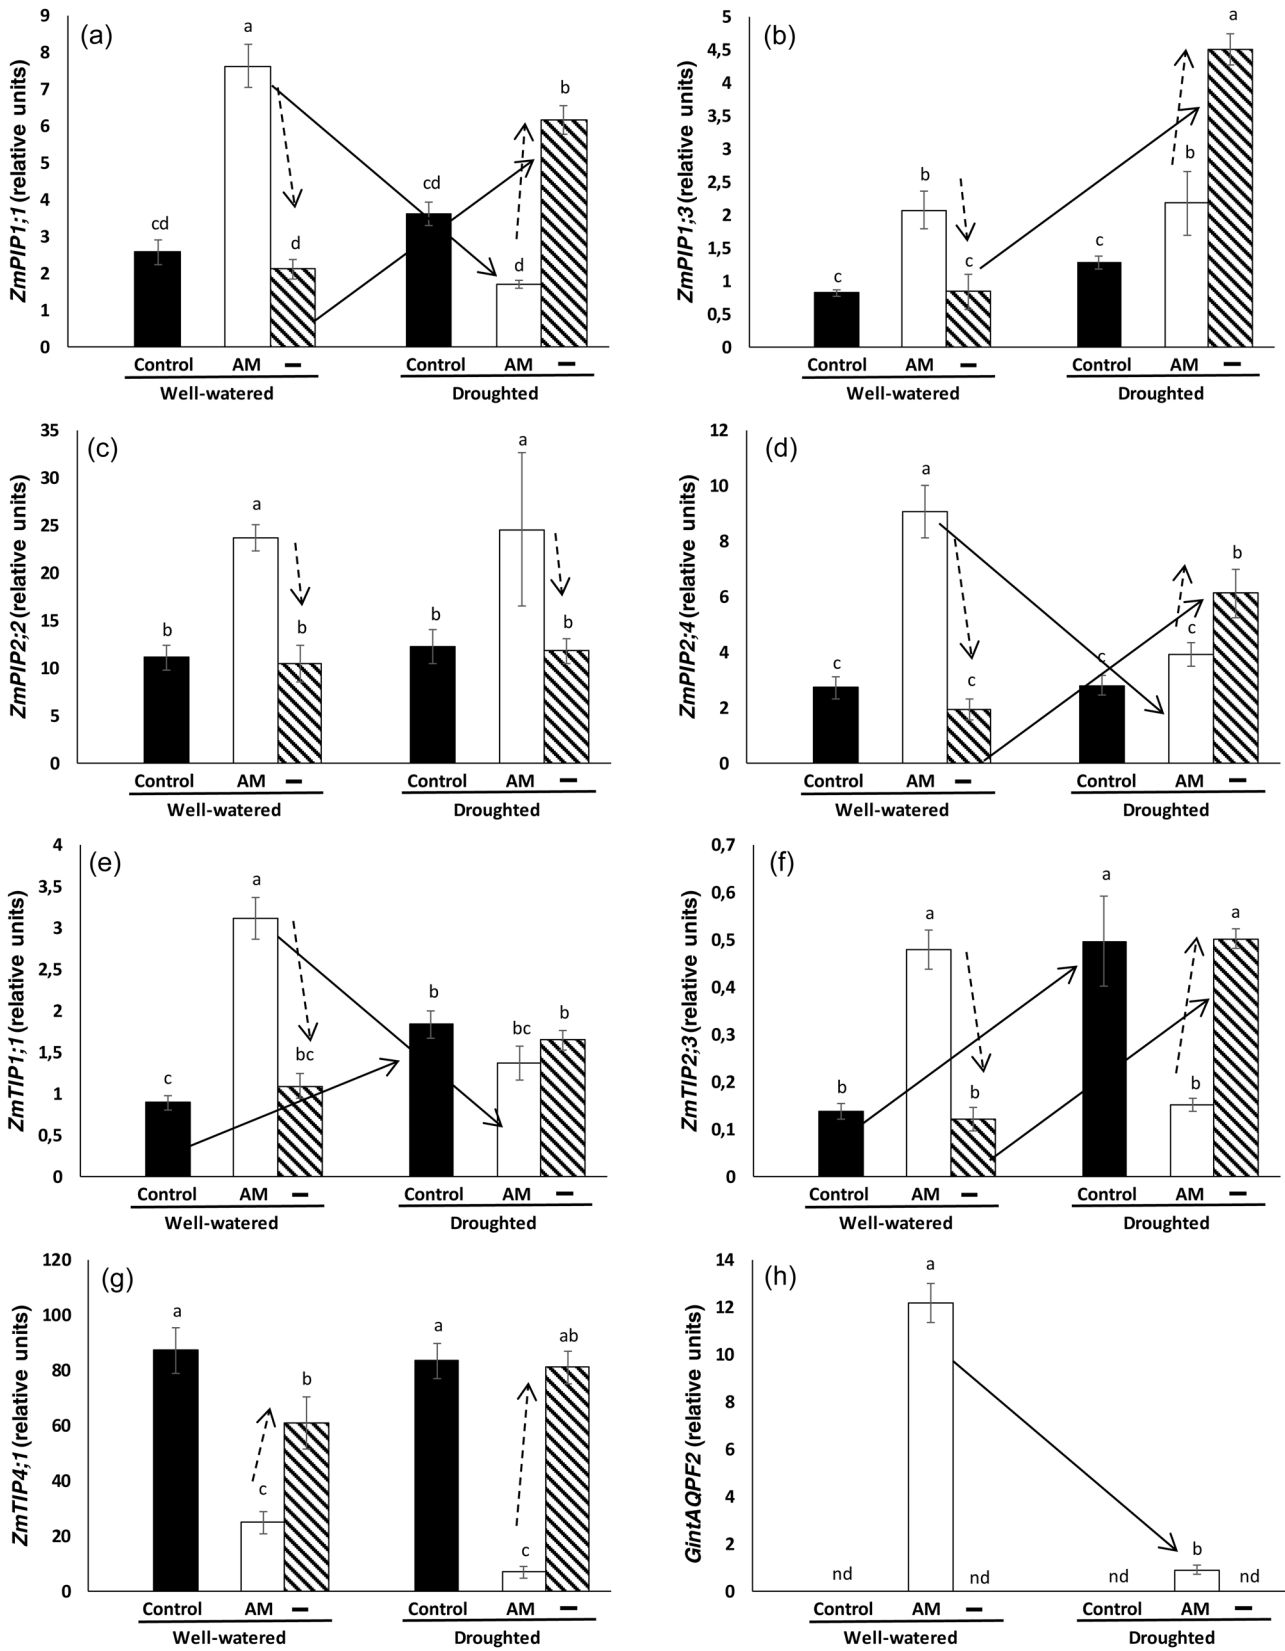 (a)
ZmPIP1;1 (relative units)
9
8
7
6
5
4
3
2
1
0
cd
a
d
cd
d
b
Control AM – Control AM –
Well-watered Droughted
(b)
ZmPIP1;3 (relative units)
5
4,5
4
3,5
3
2,5
2
1,5
1
0,5
0
c
b
c
c
b
a
Control AM – Control AM –
Well-watered Droughted
(c)
ZmPIP2;2 (relative units)
35
30
25
20
15
10
5
0
b
a
b
b
a
b
Control AM – Control AM –
Well-watered Droughted
(d)
ZmPIP2;4 (relative units)
12
10
8
6
4
2
0
c
a
c
c
c
b
Control AM – Control AM –
Well-watered Droughted
(e)
ZmTIP1;1 (relative units)
4
3,5
3
2,5
2
1,5
1
0,5
0
c
a
bc
b
bc
b
Control AM – Control AM –
Well-watered Droughted
(f)
ZmTIP2;3 (relative units)
0,7
0,6
0,5
0,4
0,3
0,2
0,1
0
b
a
b
a
b
a
Control AM – Control AM –
Well-watered Droughted
(g)
ZmTIP4;1 (relative units)
120
100
80
60
40
20
0
a
c
b
a
c
ab
Control AM – Control AM –
Well-watered Droughted
(h)
GintAQPF2 (relative units)
14
12
10
8
6
4
2
0
nd
a
nd
nd
b
nd
Control AM – Control AM –
Well-watered Droughted